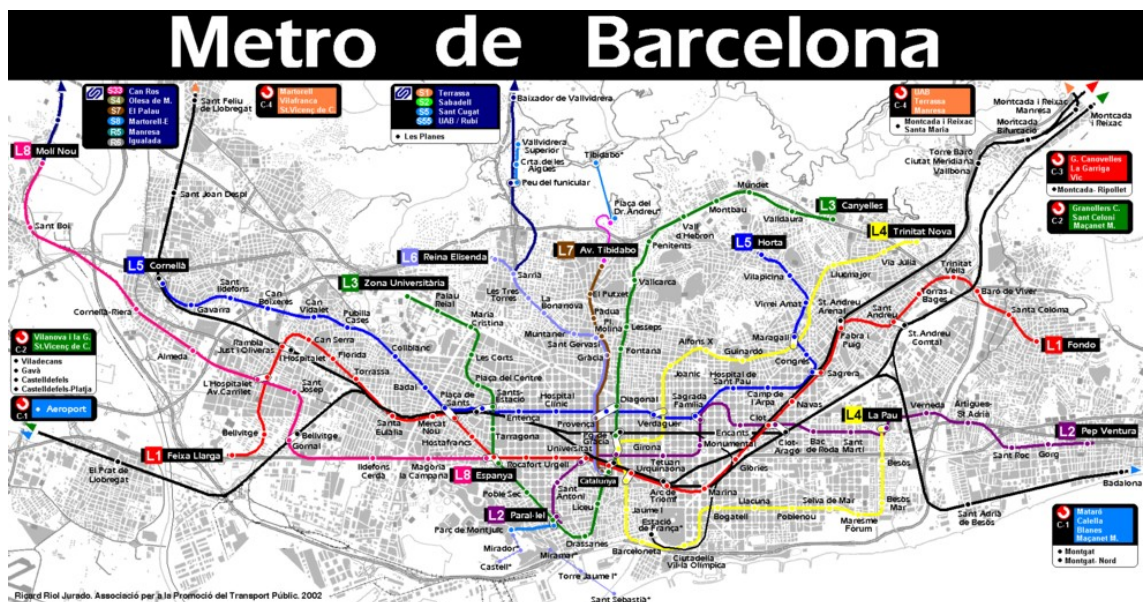 Metro de Barcelona
S33 Can Ros
S4 Olesa de M.
S7 El Palau
S8 Martorell-E
R5 Manresa
R6 Igualada
Sant Feliu
de Llobregat
C-4
Martorell
Vilafranca
St.Vicenç de C.
S1 Terrassa
S2 Sabadell
S5 Sant Cugat
S55 UAB / Rubí
Les Planes
Baixador de Vallvidrera
C-4
UAB
Terrassa
Manresa
Montcada i Reixac
Santa Maria
Montcada i Reixac
Manresa
Montcada
Bifurcació
Montcada
i Reixac
Torre Baró
Ciutat Meridiana
Vallbona
C-3
G. Canovelles
La Garriga
Vic
Montcada- Ripollet
C-2
Granollers C.
Sant Celoni
Maçanet M.
L8 Molí Nou
Sant Joan Despí
Vallvidrera
Superior
Crta. de les
Aigües
Peu del funicular
Tibidabo*
Plaça del
Dr. Andreu*
Mundet
Montbau
Valldaura
L3 Canyelles
Vall
d'Hebron
Penitents
L4 Trinitat Nova
Via Júlia
Llucmajor
L5 Horta
Vilapicina
Sant Boi
L5 Cornellà
L6 Reina Elisenda
L7 Av. Tibidabo
Sarrià
L3 Zona Universitària
Palau
Reial
Maria
Cristina
Les Tres
Torres
La
Bonanova
El Putxet
Padua
Pl.
Molina
Vallcarca
Lesseps
Virrei Amat
Maragall
Congrés
St. Andreu
Arenal
Sant
Andreu
Torras i
Bages
Trinitat
Vella
Baró de Viver
Santa Coloma
L1 Fondo
Fabra i
Puig
St. Andreu
Comtal
Sagrera
Cornellà-Riera
Gavarra
Sant
Ildefons
Can
Boixeres
Can
Vidalet
Pubilla
Cases
Collblanc
Badal
Muntaner
Sant Gervasi
Gràcia
Fontana
Alfons X
Guinardó
Joanic
Hospital de
Sant Pau
Camp de
l'Arpa
Navas
C-2
Vilanova i la G.
St.Vicenç de C.
Viladecans
Gavà
Castelldefels
Castelldefels-Platja
C-1
Aeroport
Almeda
Rambla
Just i Oliveras
Can Serra
l'Hospitalet
Florida
Torrassa
L'Hospitalet
Av.Carrilet
Sant
Josep
Santa
Eulàlia
Mercat
Nou
Hostafrancs
Les Corts
Plaça del Centre
Sants-
Estació
Plaça
de Sants
Entença
Hospital
Clínic
Provença
Diagonal
Verdaguer
Sagrada
Família
Encants
Clot
Clot-
Aragó
Bac
de Roda
Sant
Martí
L4 La Pau
Verneda
Artigues-
St Adrià
L2 Pep Ventura
Sant Roc
Gorg
Badalona
Bellvitge
L1 Feixa Llarga
Bellvitge
Gornal
El Prat de
Llobregat
Ildefons
Cerdà
Magòria
la Campana
L8 Espanya
Tarragona
Rocafort
Urgell
Universitat
Pg de
Gràcia
Girona
Catalunya
Urquinaona
Tetuan
Monumental
Glòries
Arc de
Triomf
Marina
Besòs
Besòs
Mar
Poble Sec
Sant
Antoni
L2 Paral·lel
Liceu
Drassanes
Parc de Montjuïc
Mirador*
Castell*
Miramar*
Torre Jaume I*
Sant Sebastià*
Jaume I
Estació
de França*
Barceloneta
Ciutadella
Vil·la Olímpica
Bogatell
Llacuna
Poblenou
Selva de Mar
Maresme
Fòrum
Sant Adrià
de Besòs
C-1
Mataró
Calella
Blanes
Maçanet M.
Montgat
Montgat- Nord
Ricard Riol Jurado. Associació per a la Promoció del Transport Públic. 2002